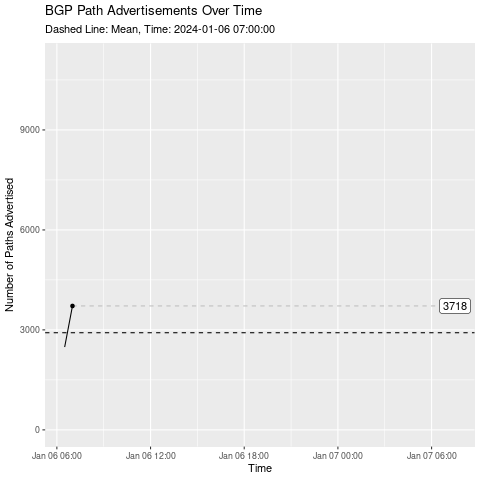 BGP Path Advertisements Over Time
Dashed Line: Mean, Time: 2024-01-06 07:00:00
Number of Paths Advertised
9000
6000
3000
0
3718
Jan 06 06:00
Jan 06 12:00
Jan 06 18:00
Jan 07 00:00
Jan 07 06:00
Time